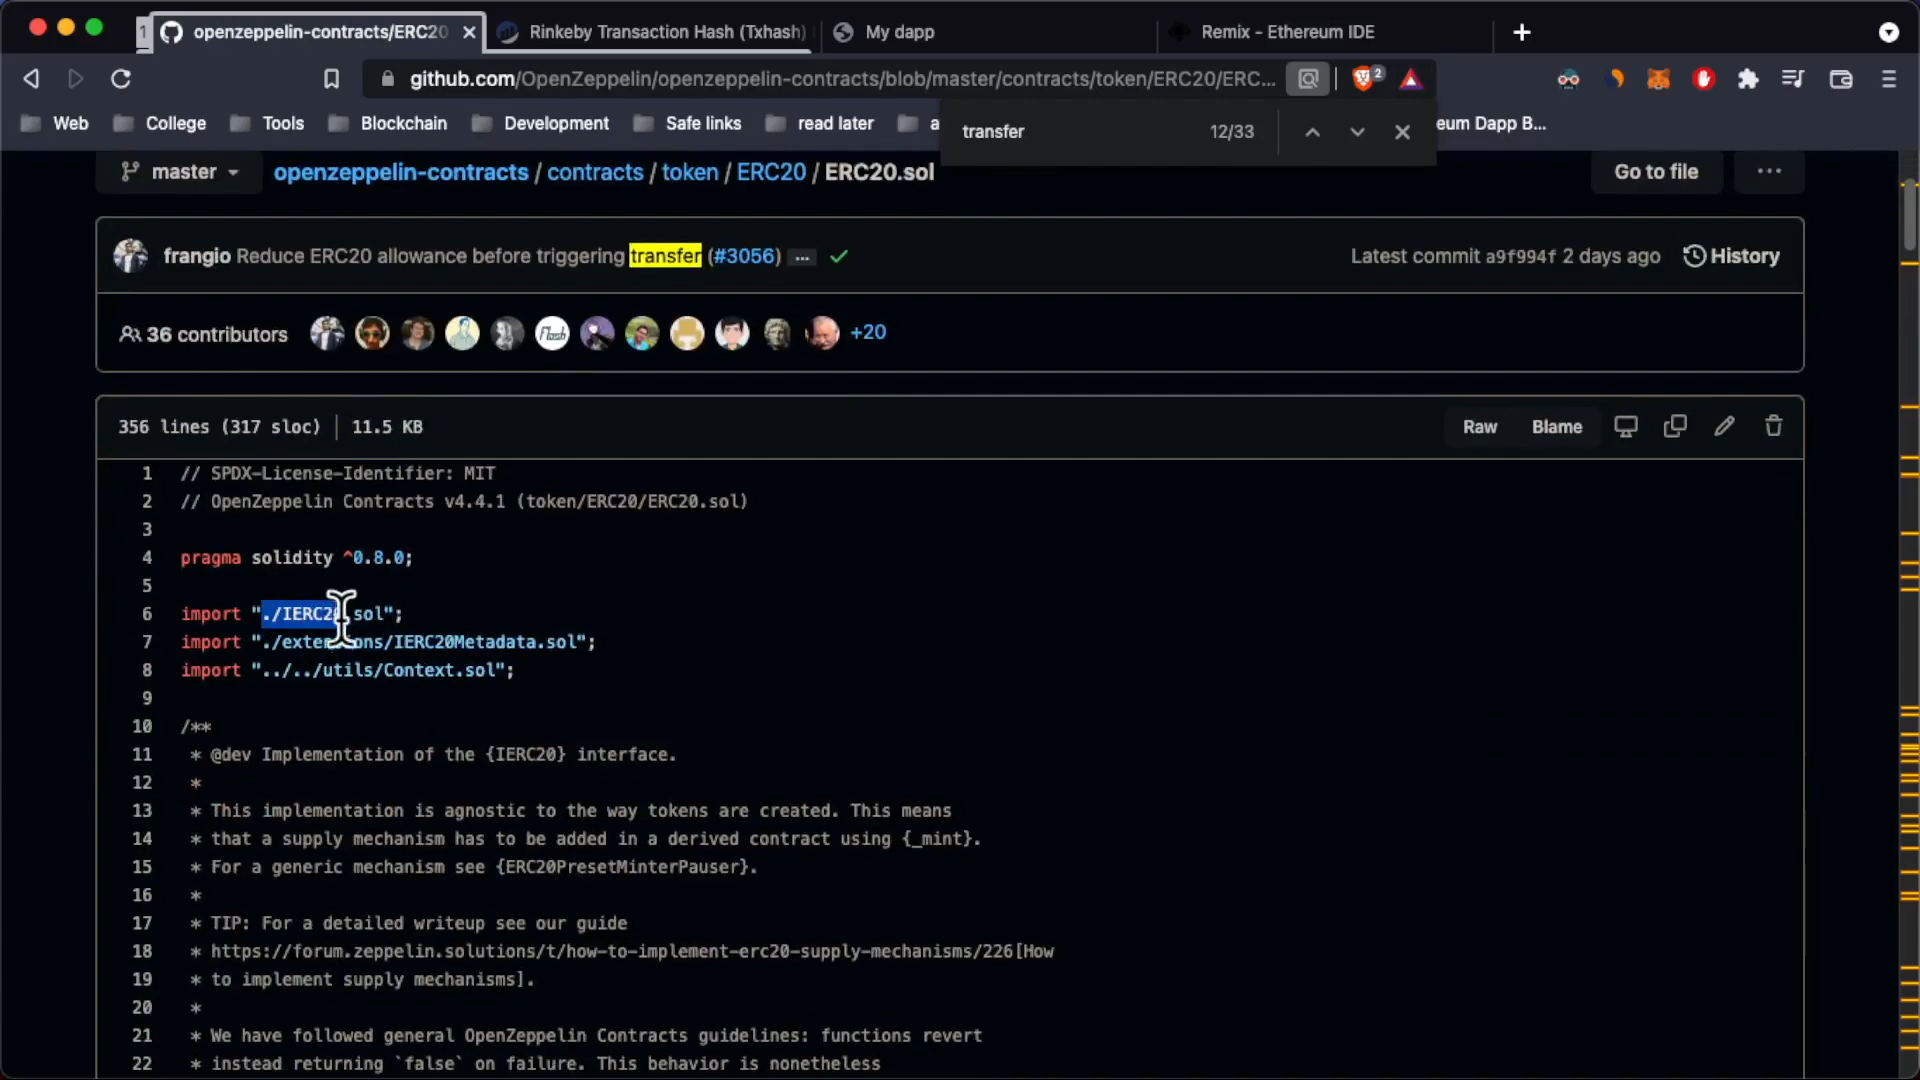 1 openzeppelin-contracts/ERC20 Rinkeby Transaction Hash (Txhash) My dapp Remix - Ethereum IDE
github.com/OpenZeppelin/openzeppelin-contracts/blob/master/contracts/token/ERC20/ERC... 2
Web College Tools Blockchain Development Safe links read later a eum Dapp B...
transfer 12/33
master openzeppelin-contracts / contracts / token / ERC20 / ERC20.sol Go to file ...
frangio Reduce ERC20 allowance before triggering transfer (#3056) ... Latest commit a9f994f 2 days ago History
36 contributors Flash +20
356 lines (317 sloc) 11.5 KB Raw Blame
1 // SPDX-License-Identifier: MIT
2 // OpenZeppelin Contracts v4.4.1 (token/ERC20/ERC20.sol)
3
4 pragma solidity ^0.8.0;
5
6 import "./IERC20.sol";
7 import "./extensions/IERC20Metadata.sol";
8 import "../../utils/Context.sol";
9
10 /**
11 * @dev Implementation of the {IERC20} interface.
12 *
13 * This implementation is agnostic to the way tokens are created. This means
14 * that a supply mechanism has to be added in a derived contract using {_mint}.
15 * For a generic mechanism see {ERC20PresetMinterPauser}.
16 *
17 * TIP: For a detailed writeup see our guide
18 * https://forum.zeppelin.solutions/t/how-to-implement-erc20-supply-mechanisms/226[How
19 * to implement supply mechanisms].
20 *
21 * We have followed general OpenZeppelin Contracts guidelines: functions revert
22 * instead returning `false` on failure. This behavior is nonetheless